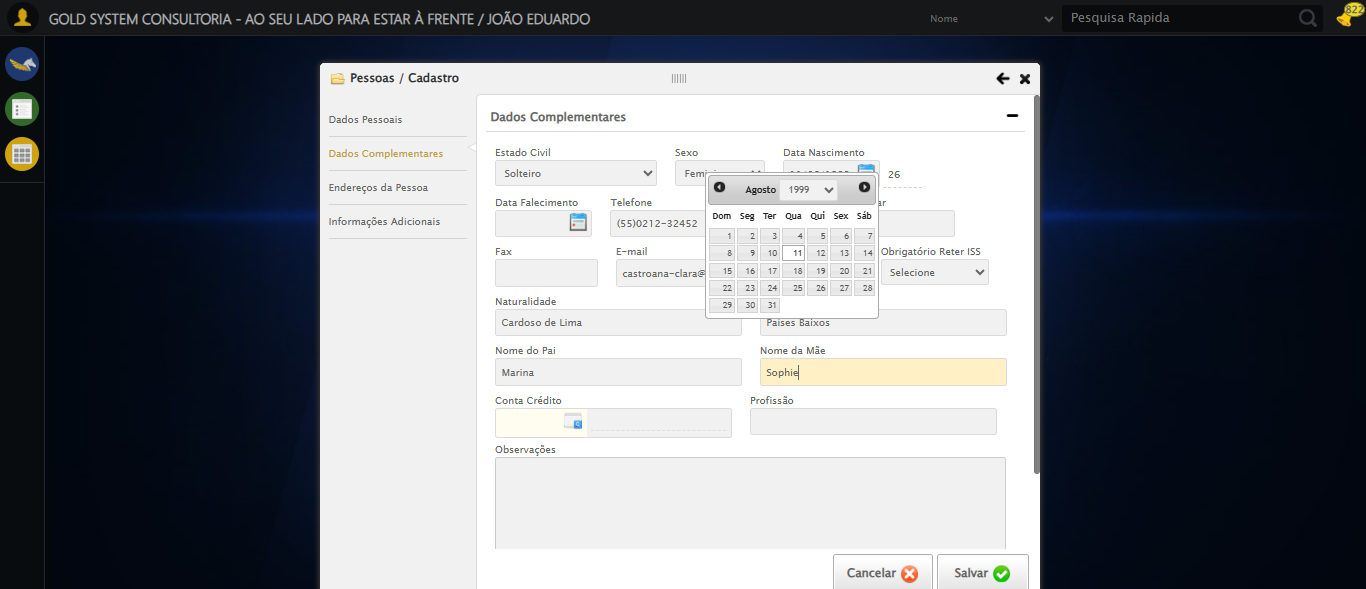 GOLD SYSTEM CONSULTORIA - AO SEU LADO PARA ESTAR À FRENTE / JOÃO EDUARDO
Nome
Pesquisa Rapida
822
Pessoas / Cadastro
Dados Pessoais
Dados Complementares
Endereços da Pessoa
Informações Adicionais
Dados Complementares
Estado Civil Sexo Data Nascimento
Solteiro 26
Agosto 1999
Dom Seg Ter Qua Qui Sex Sáb
1 2 3 4 5 6 7
8 9 10 11 12 13 14
15 16 17 18 19 20 21
22 23 24 25 26 27 28
29 30 31
Data Falecimento Telefone
(55)0212-32452
Fax E-mail Obrigatório Reter ISS
castroana-clara@ Selecione
Naturalidade
Cardoso de Lima Paises Baixos
Nome do Pai Nome da Mãe
Marina Sophie
Conta Crédito Profissão
Observações
Cancelar Salvar